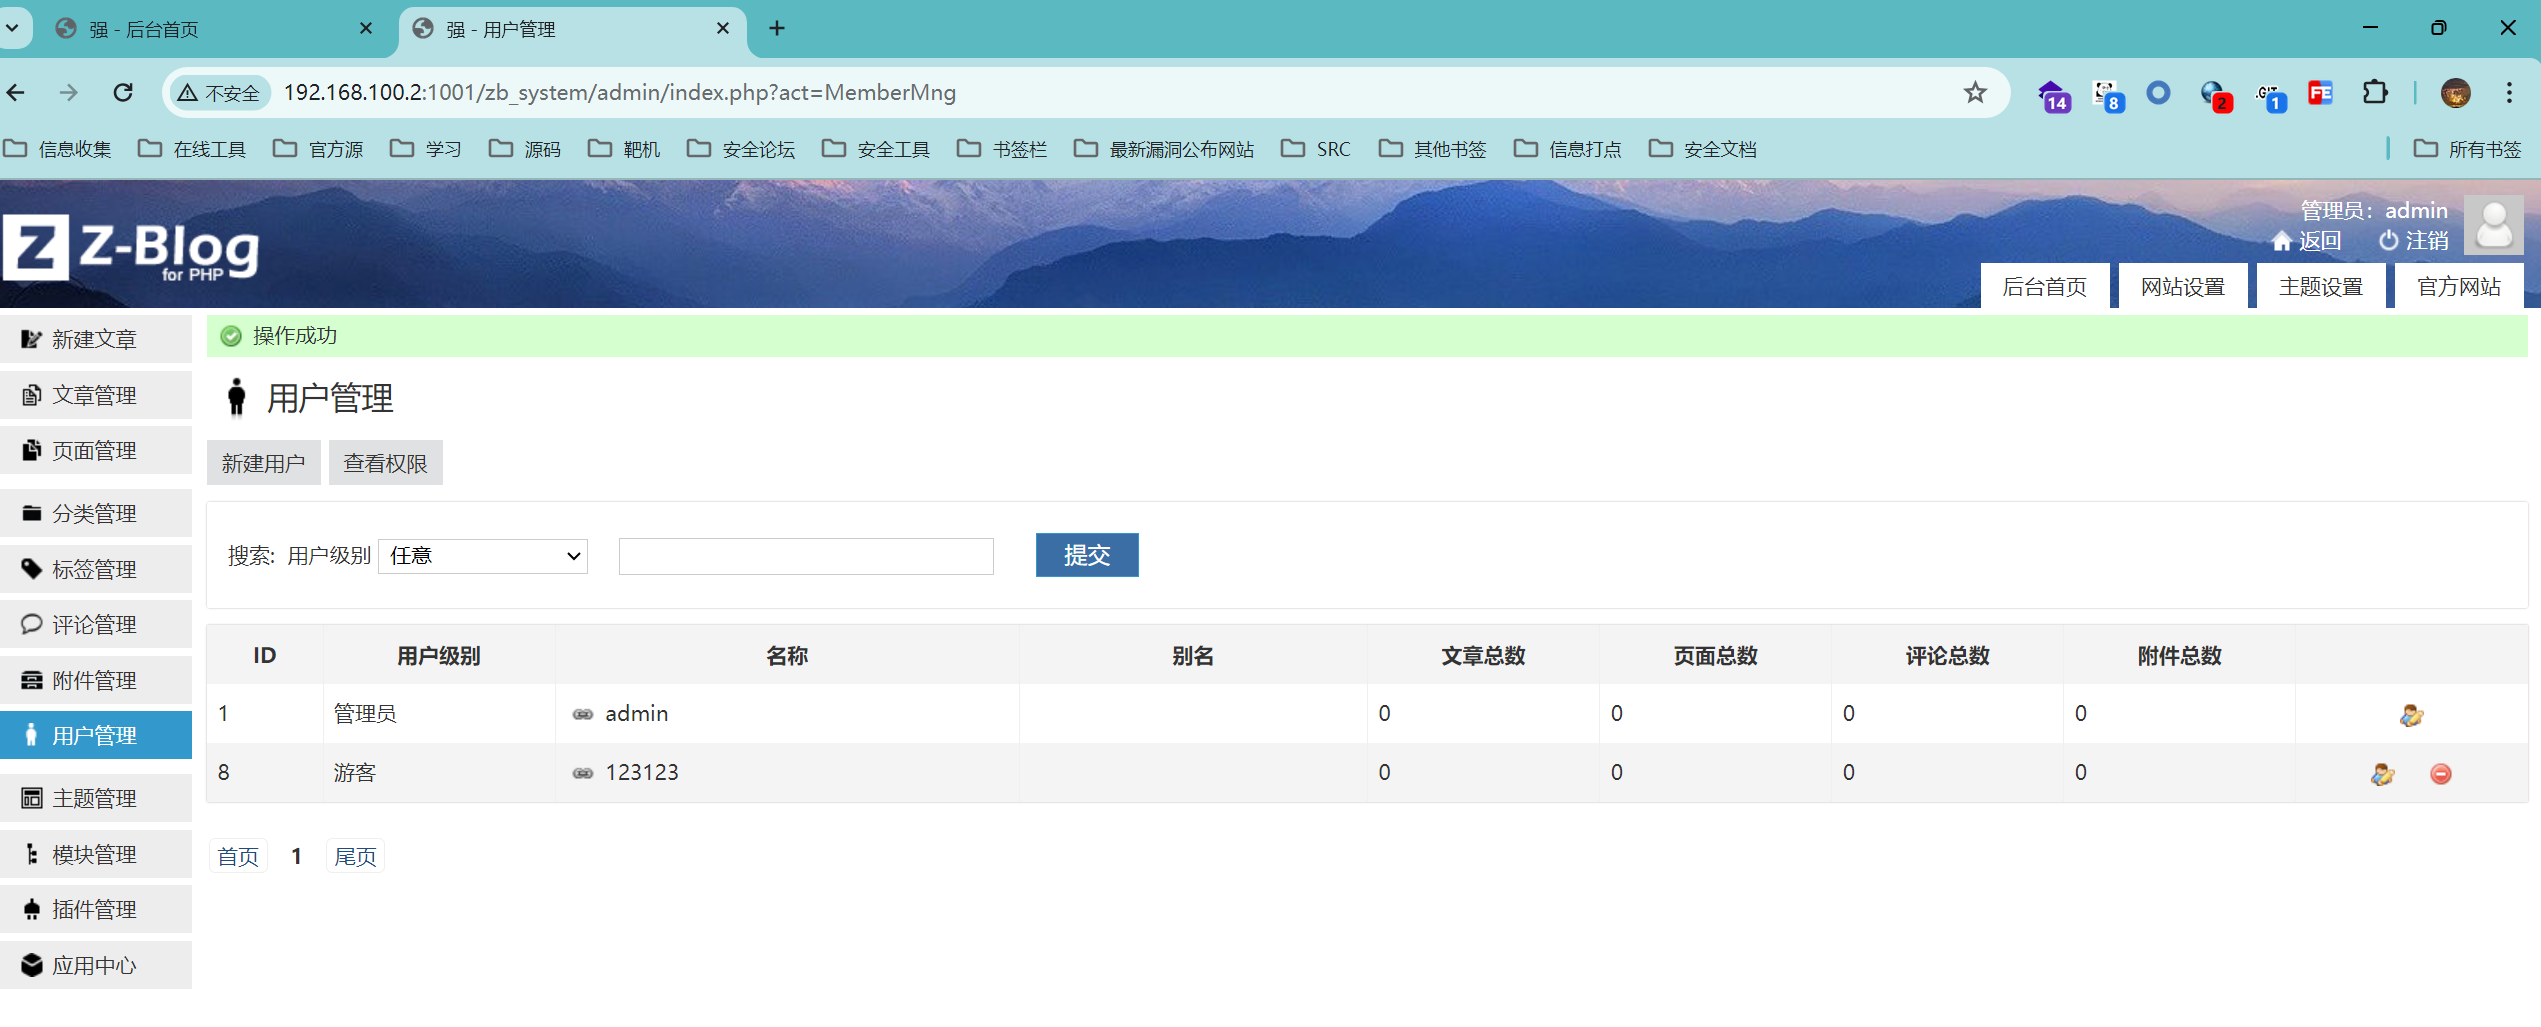 强 - 后台首页
强 - 用户管理
不安全
192.168.100.2:1001/zb_system/admin/index.php?act=MemberMng
14
8
2
.GIT
1
FE
信息收集
在线工具
官方源
学习
源码
靶机
安全论坛
安全工具
书签栏
最新漏洞公布网站
SRC
其他书签
信息打点
安全文档
所有书签
Z Z-Blog
for PHP
管理员：admin
返回
注销
后台首页
网站设置
主题设置
官方网站
新建文章
文章管理
页面管理
分类管理
标签管理
评论管理
附件管理
用户管理
主题管理
模块管理
插件管理
应用中心
操作成功
用户管理
新建用户
查看权限
搜索: 用户级别 任意 提交
ID 用户级别 名称 别名 文章总数 页面总数 评论总数 附件总数
1 管理员 admin 0 0 0 0
8 游客 123123 0 0 0 0
首页 1 尾页